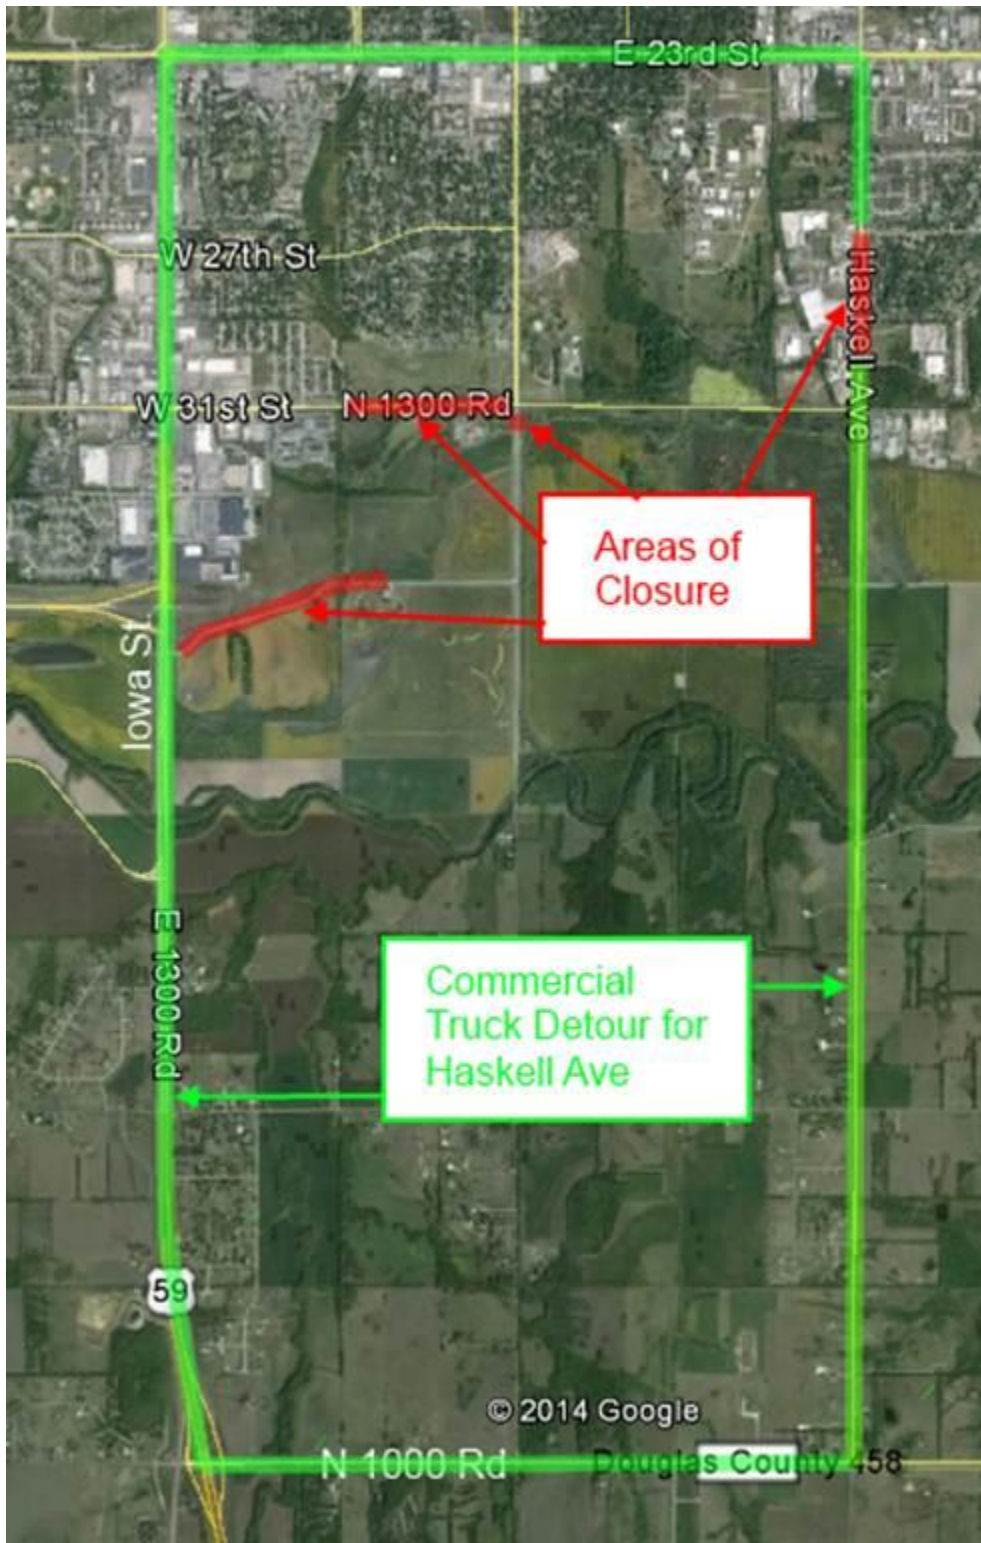 E 23rd St
W 27th St
Haskell Ave
W 31st St
N 1300 Rd
Areas of
Closure
Iowa St.
E 1300 Rd
Commercial
Truck Detour for
Haskell Ave
59
© 2014 Google
N 1000 Rd
Douglas County 458